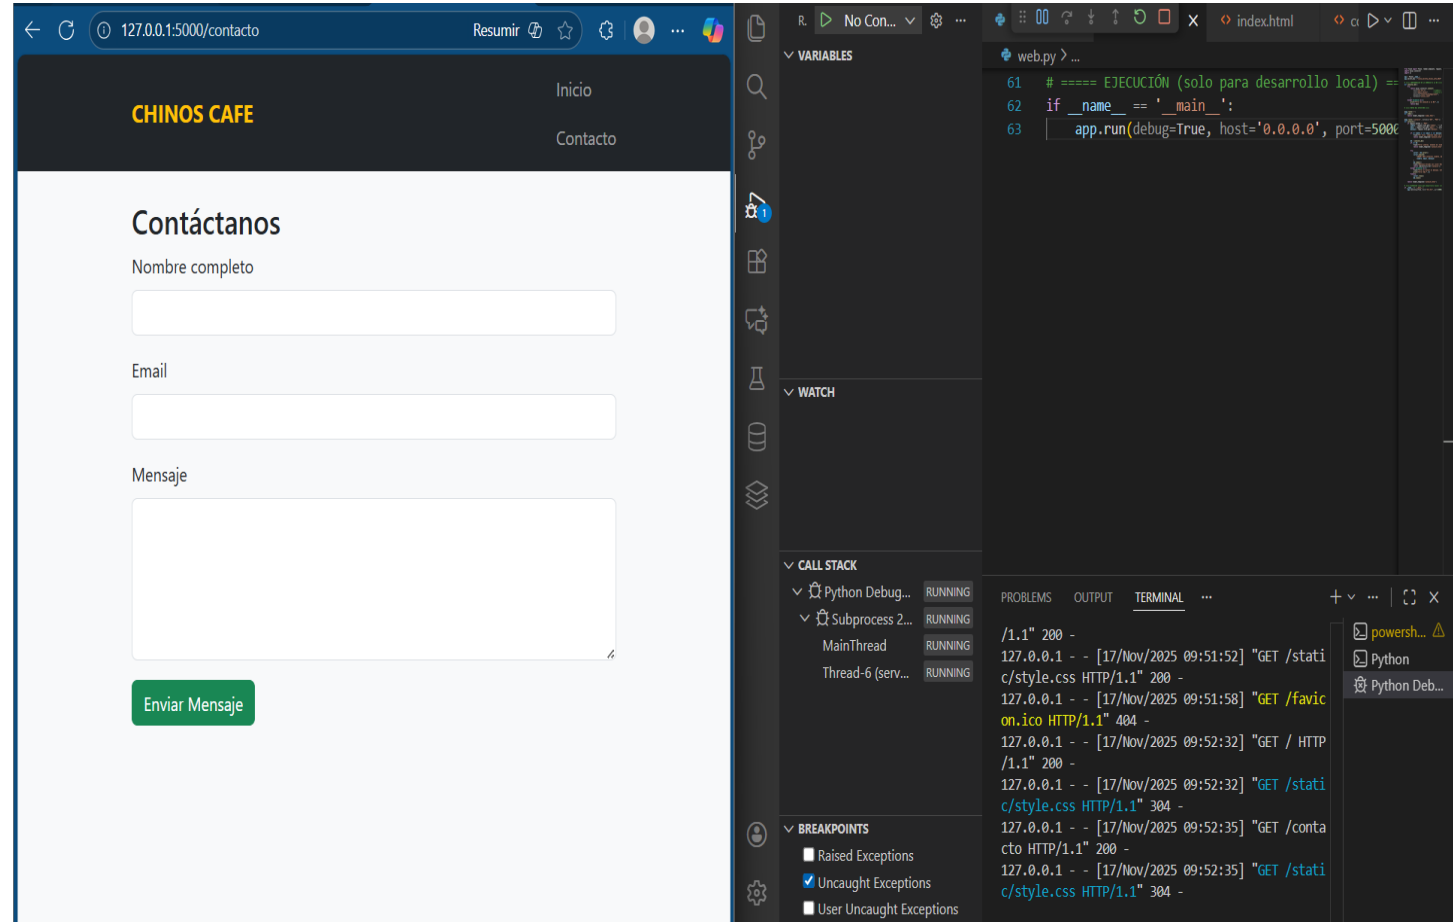 127.0.0.1:5000/contacto
Resumir
CHINOS CAFE
Inicio
Contacto
Contáctanos
Nombre completo
Email
Mensaje
Enviar Mensaje
R.
No Con...
VARIABLES
WATCH
CALL STACK
Python Debug... RUNNING
Subprocess 2... RUNNING
MainThread RUNNING
Thread-6 (serv... RUNNING
BREAKPOINTS
Raised Exceptions
Uncaught Exceptions
User Uncaught Exceptions
1
index.html
web.py > ...
61 # ===== EJECUCIÓN (solo para desarrollo local) ==
62 if __name__ == '__main__':
63 app.run(debug=True, host='0.0.0.0', port=5000
PROBLEMS OUTPUT TERMINAL ...
/1.1" 200 -
127.0.0.1 - - [17/Nov/2025 09:51:52] "GET /stati
c/style.css HTTP/1.1" 200 -
127.0.0.1 - - [17/Nov/2025 09:51:58] "GET /favic
on.ico HTTP/1.1" 404 -
127.0.0.1 - - [17/Nov/2025 09:52:32] "GET / HTTP
/1.1" 200 -
127.0.0.1 - - [17/Nov/2025 09:52:32] "GET /stati
c/style.css HTTP/1.1" 304 -
127.0.0.1 - - [17/Nov/2025 09:52:35] "GET /conta
cto HTTP/1.1" 200 -
127.0.0.1 - - [17/Nov/2025 09:52:35] "GET /stati
c/style.css HTTP/1.1" 304 -
powersh...
Python
Python Deb...